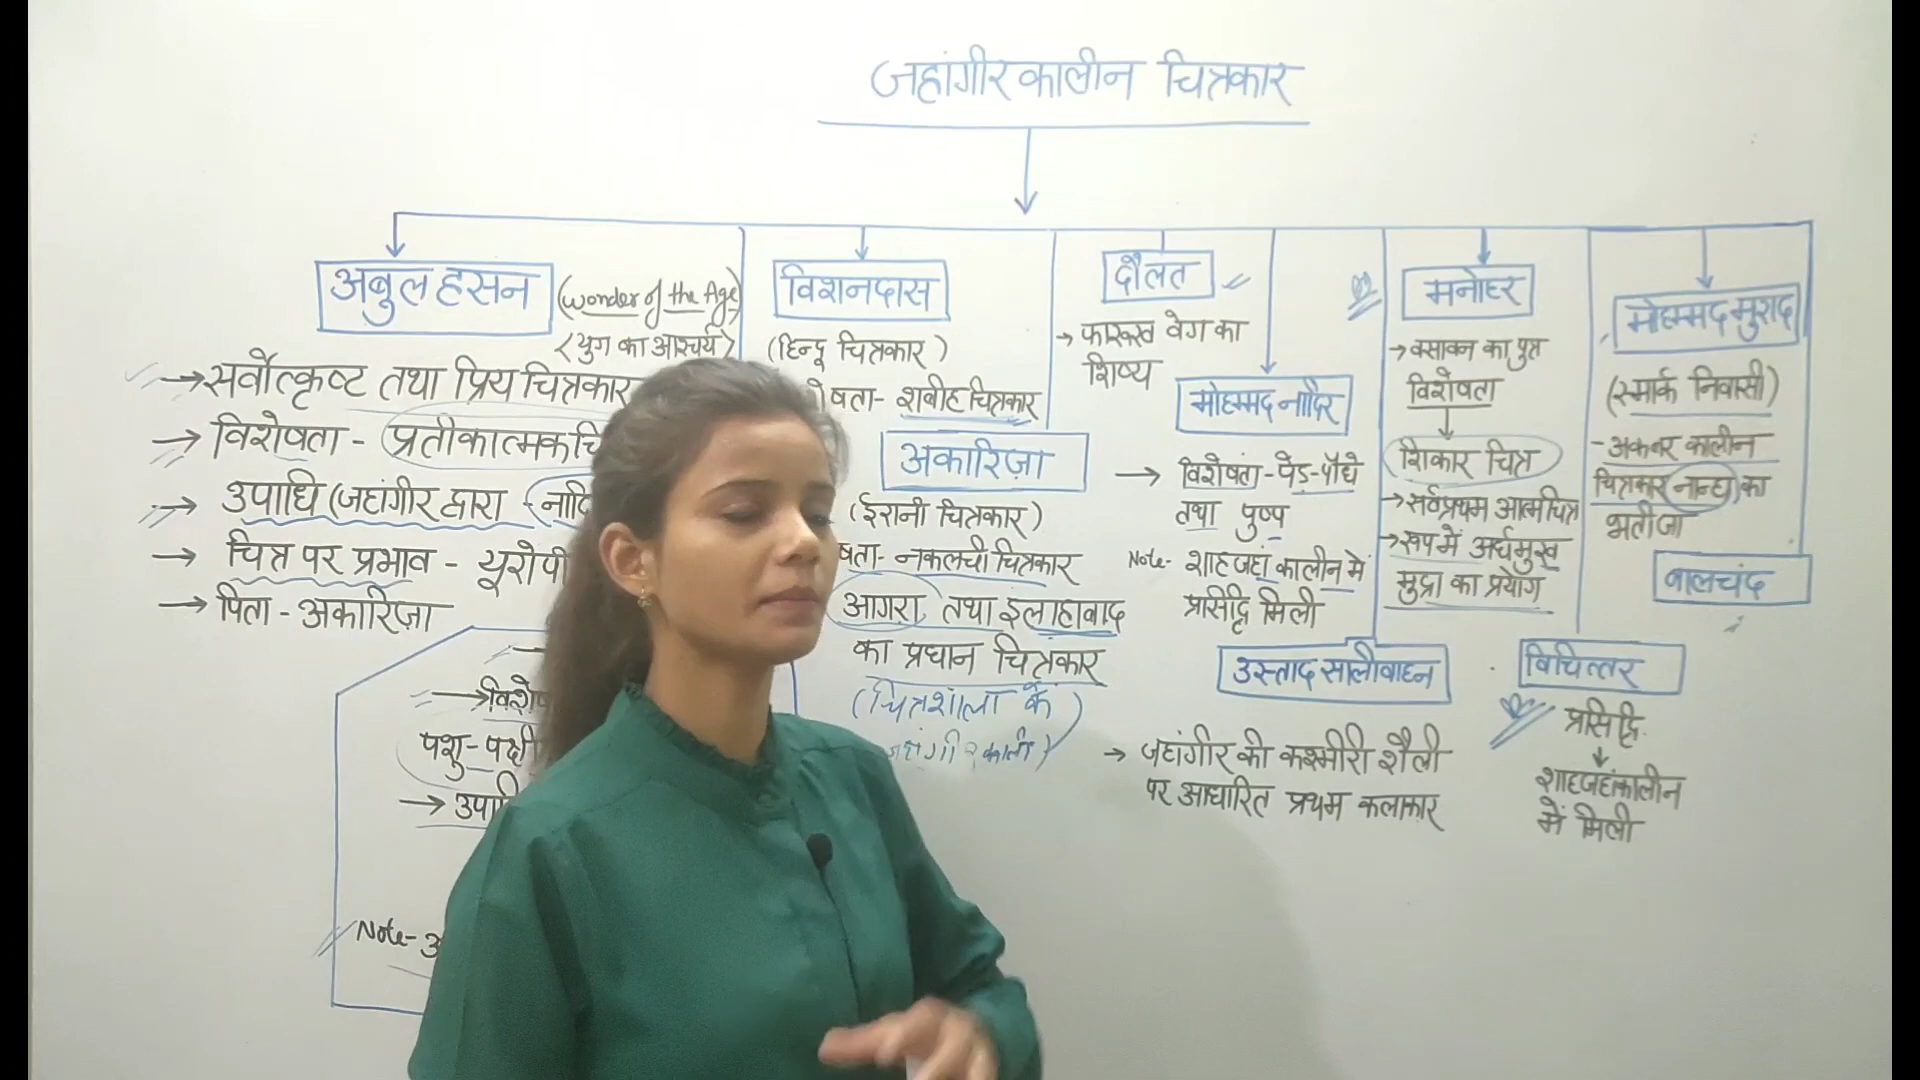 जहांगीरकालीन चित्रकार
अबुल हसन
(Wonder of the Age)
(युग का आश्चर्य)
→ सर्वोत्कृष्ट तथा प्रिय चित्रकार
→ विशेषता - प्रतीकात्मक
→ उपाधि (जहांगीर द्वारा
→ चित्र पर प्रभाव -
→ पिता - अकारिज़ा
पशु-पक्षी
Note-
विशनदास
(हिन्दू चित्रकार)
शबीह चित्रकार
अकारिज़ा
(ईरानी चित्रकार)
नकलची चित्रकार
आगरा तथा इलाहाबाद
का प्रधान चित्रकार
(चित्रशाला के
दौलत
→ फारूख वेग का
शिष्य
मोहम्मद नादिर
→ विशेषता - पेड़-पौधे
तथा पुष्प
Note- शाहजहां कालीन में
प्रसिद्धि मिली
उस्ताद सालीवाहन
→ जहांगीर की कश्मीरी शैली
पर आधारित प्रथम कलाकार
मनोहर
→ वसावन का पुत्र
विशेषता
शिकार चित्र
→ सर्वप्रथम आत्मचित्र
→ रूप में अर्धमुख
मुद्रा का प्रयोग
मोहम्मद मुराद
(स्मार्क निवासी)
- अकबर कालीन
चित्रकार नान्हा का
भतीजा
बालचंद
विचित्तर
प्रसिद्धि
शाहजहांकालीन
में मिली